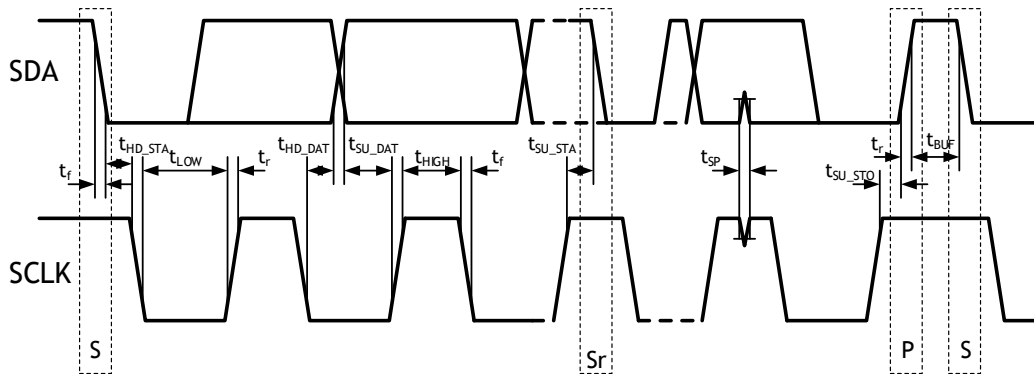 SDA
tHD_STA
tLOW
tr
tHD_DAT
tSU_DAT
tHIGH
tf
tSU_STA
tSP
tr
tBUF
tf
tSU_STO
SCLK
S
Sr
P
S